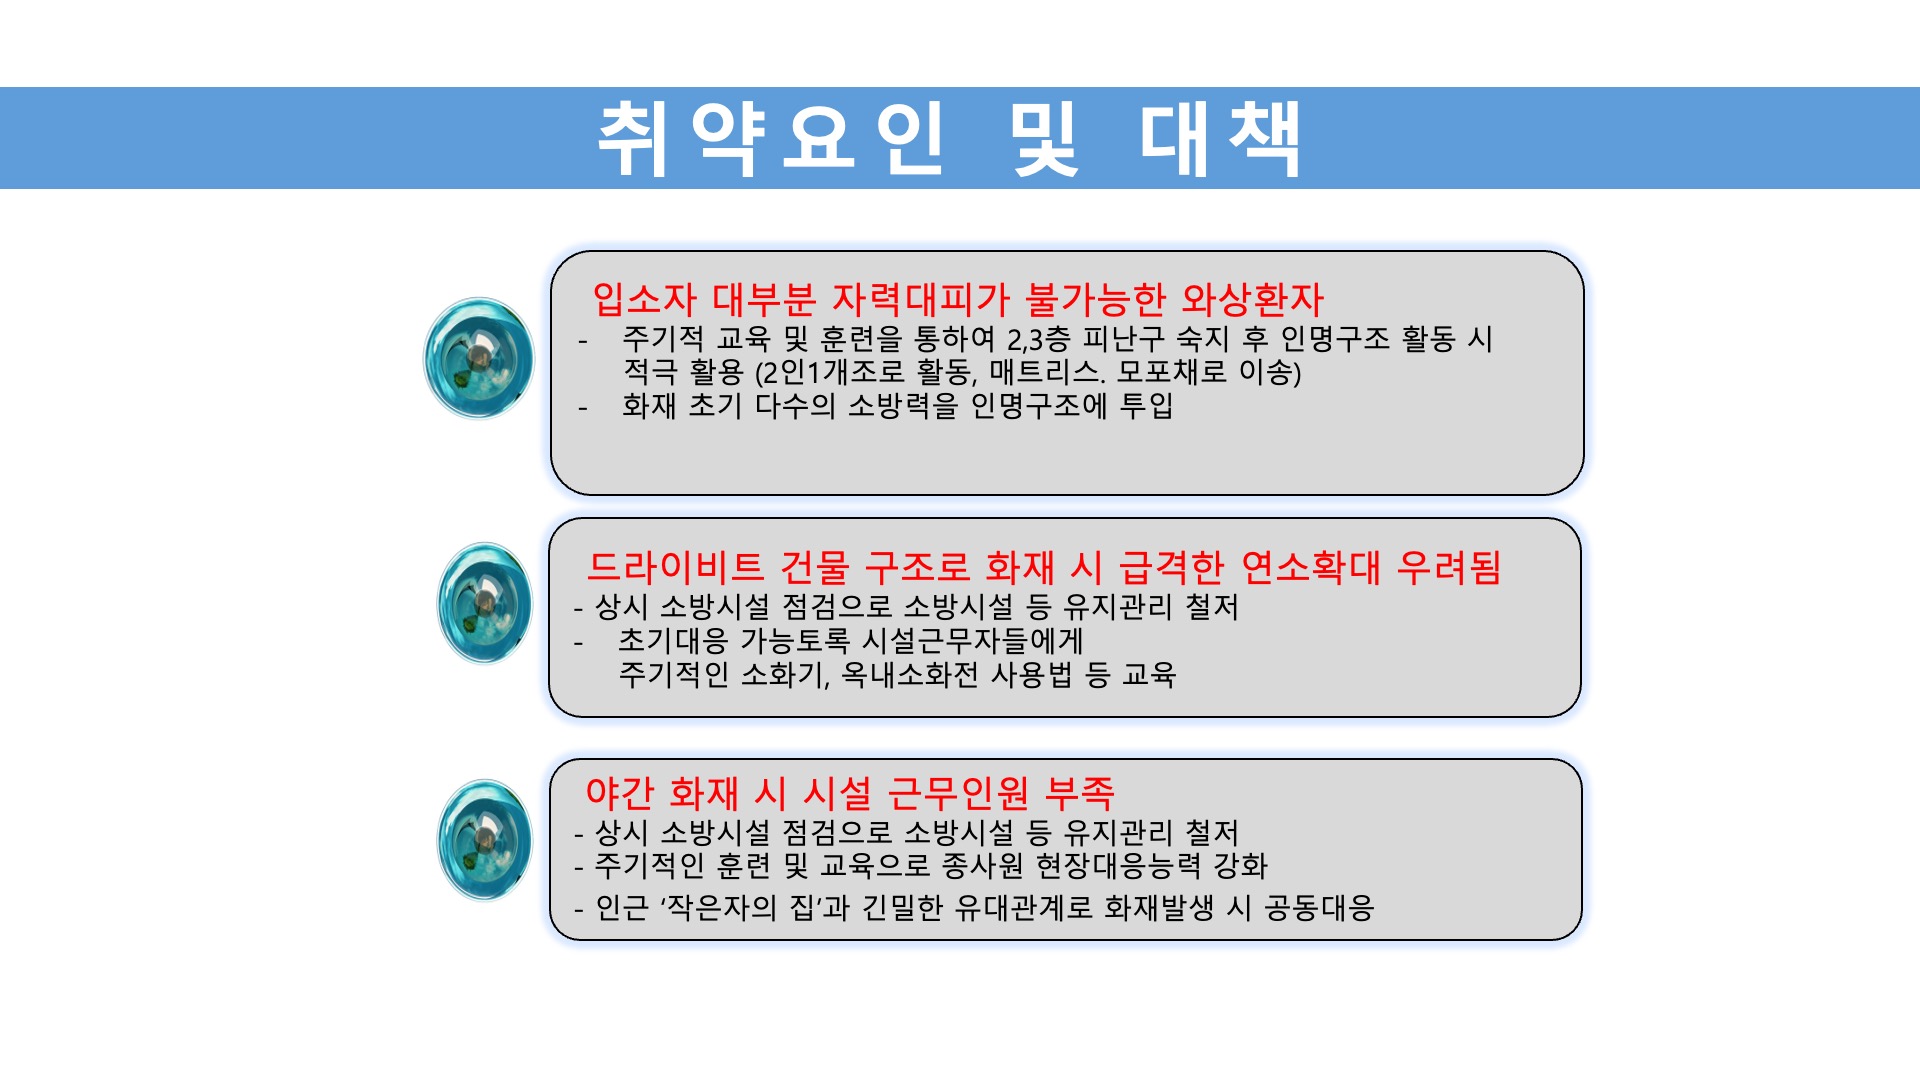 취약요인 및 대책
입소자 대부분 자력대피가 불가능한 와상환자
- 주기적 교육 및 훈련을 통하여 2,3층 피난구 숙지 후 인명구조 활동 시
적극 활용 (2인1개조로 활동, 매트리스. 모포채로 이송)
- 화재 초기 다수의 소방력을 인명구조에 투입
드라이비트 건물 구조로 화재 시 급격한 연소확대 우려됨
- 상시 소방시설 점검으로 소방시설 등 유지관리 철저
- 초기대응 가능토록 시설근무자들에게
주기적인 소화기, 옥내소화전 사용법 등 교육
야간 화재 시 시설 근무인원 부족
- 상시 소방시설 점검으로 소방시설 등 유지관리 철저
- 주기적인 훈련 및 교육으로 종사원 현장대응능력 강화
- 인근 ‘작은자의 집’과 긴밀한 유대관계로 화재발생 시 공동대응